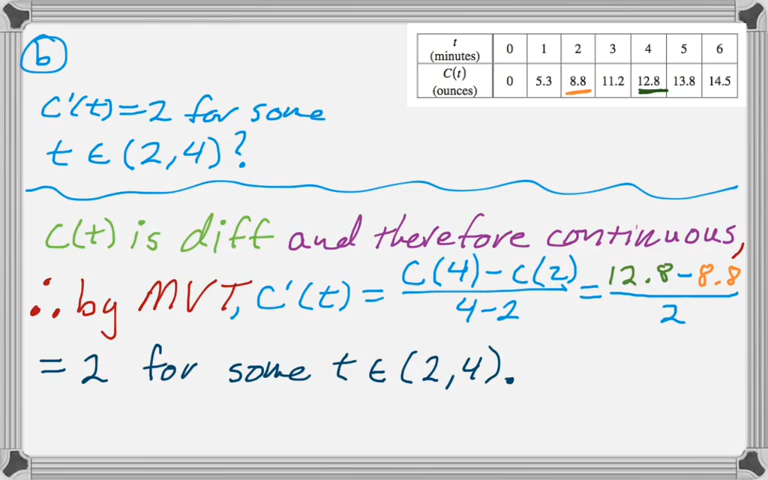 b
t (minutes) 0 1 2 3 4 5 6
C(t) (ounces) 0 5.3 8.8 11.2 12.8 13.8 14.5
C'(t)=2 for some
t ∈ (2,4)?
C(t) is diff and therefore continuous,
∴ by MVT, C'(t) = C(4)-C(2)/4-2 = 12.8-8.8/2
= 2 for some t ∈ (2,4).